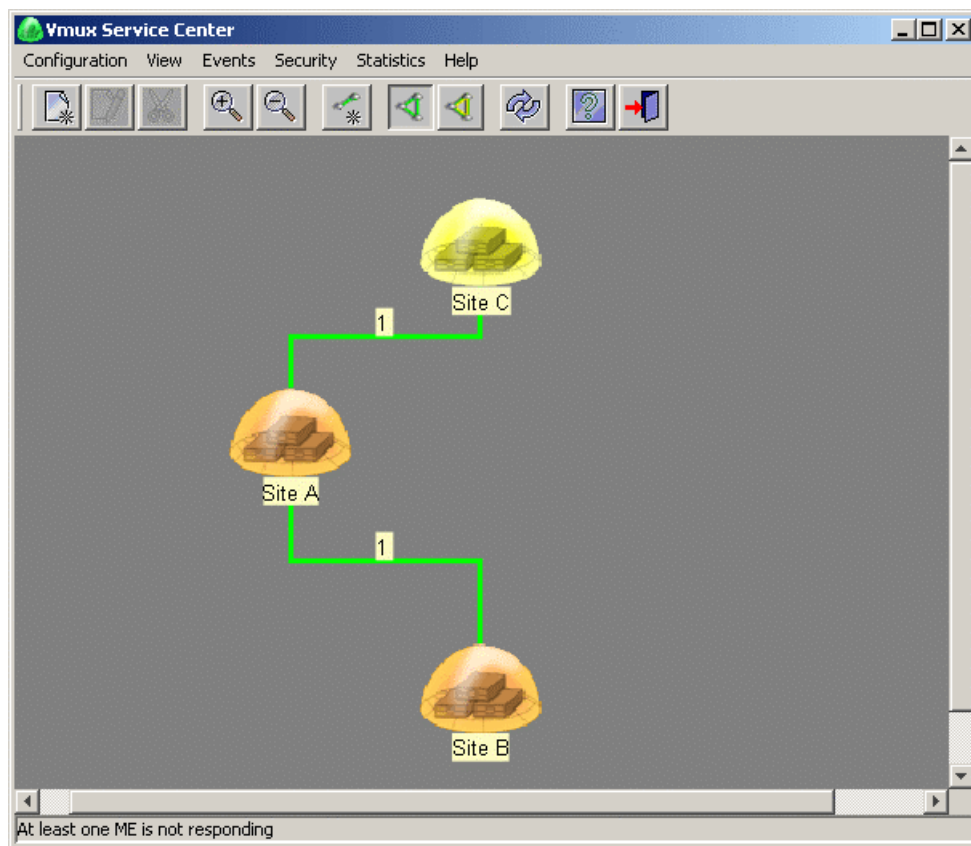 Vmux Service Center
Configuration View Events Security Statistics Help
Site C
1
Site A
1
Site B
At least one ME is not responding